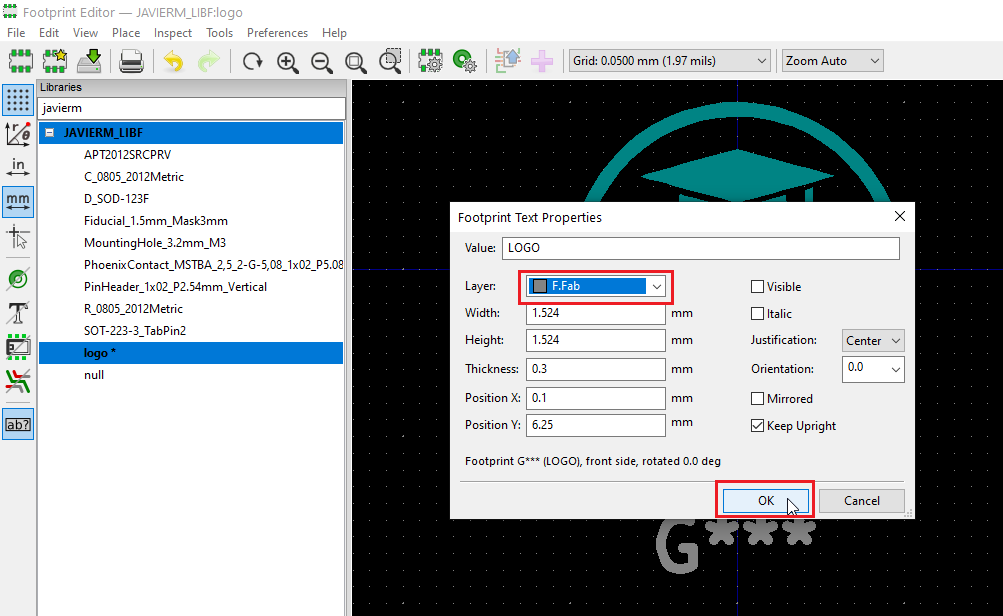 Footprint Editor — JAVIERM_LIBF:logo
File Edit View Place Inspect Tools Preferences Help
Grid: 0.0500 mm (1.97 mils)
Zoom Auto
Libraries
javierm
JAVIERM_LIBF
APT2012SRCPRV
C_0805_2012Metric
D_SOD-123F
Fiducial_1.5mm_Mask3mm
MountingHole_3.2mm_M3
PhoenixContact_MSTBA_2,5_2-G-5,08_1x02_P5.08
PinHeader_1x02_P2.54mm_Vertical
R_0805_2012Metric
SOT-223-3_TabPin2
logo *
null
in
mm
ab?
Footprint Text Properties
Value: LOGO
Layer: F.Fab
Visible
Width: 1.524 mm
Italic
Height: 1.524 mm
Justification: Center
Thickness: 0.3 mm
Orientation: 0.0
Position X: 0.1 mm
Mirrored
Position Y: 6.25 mm
Keep Upright
Footprint G*** (LOGO), front side, rotated 0.0 deg
OK Cancel
G***